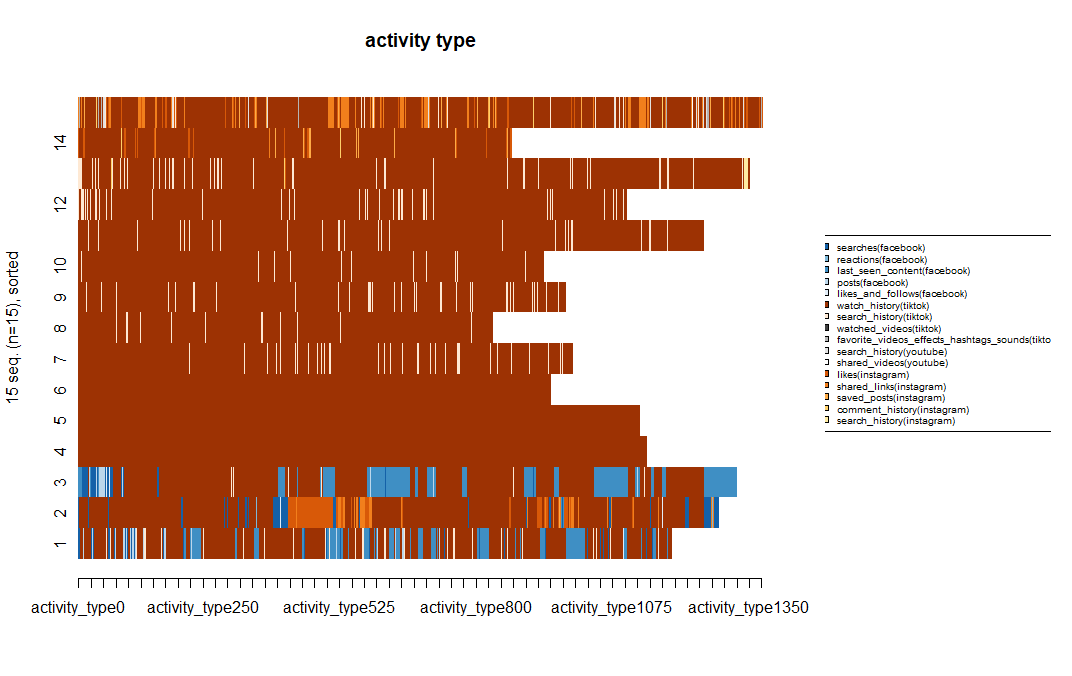 activity type
15 seq. (n=15), sorted
14
12
10
9
8
7
6
5
4
3
2
1
activity_type0 activity_type250 activity_type525 activity_type800 activity_type1075 activity_type1350
searches(facebook)
reactions(facebook)
last_seen_content(facebook)
posts(facebook)
likes_and_follows(facebook)
watch_history(tiktok)
search_history(tiktok)
watched_videos(tiktok)
favorite_videos_effects_hashtags_sounds(tikto
search_history(youtube)
shared_videos(youtube)
likes(instagram)
shared_links(instagram)
saved_posts(instagram)
comment_history(instagram)
search_history(instagram)